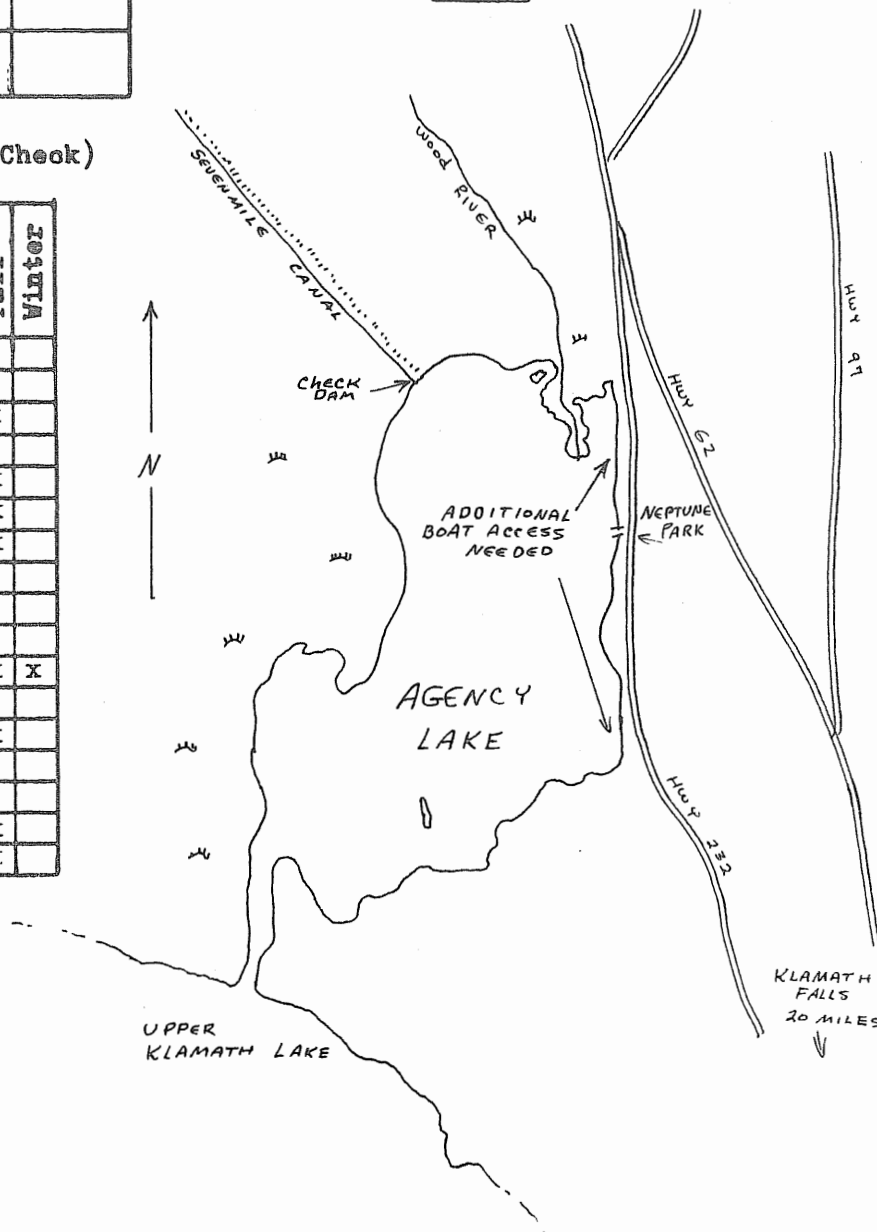 Check)
Winter
X
SEVENMILE
CANAL
WOOD
RIVER
CHECK
DAM
N
HWY 97
HWY 62
ADDITIONAL
BOAT ACCESS
NEEDED
NEPTUNE
PARK
AGENCY
LAKE
HWY 232
KLAMATH
FALLS
20 MILES
UPPER
KLAMATH LAKE